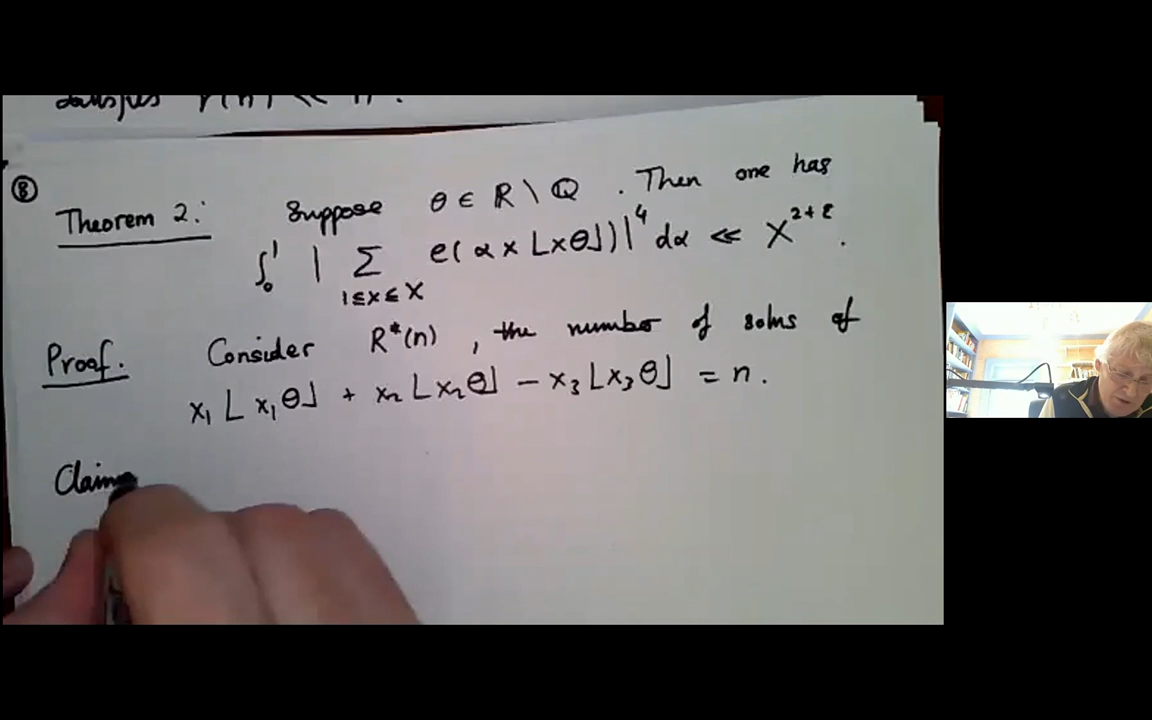 r(n) ≪
⑧
Theorem 2: Suppose θ ∈ ℝ \ ℚ . Then one has
∫₀¹ | Σ_{1≤x≤X} e(αx⌊xθ⌋)|⁴ dα ≪ X^{2+ε} .
Proof. Consider R*(n) , the number of solns of
x₁⌊x₁θ⌋ + x₂⌊x₂θ⌋ − x₃⌊x₃θ⌋ = n .
Claim